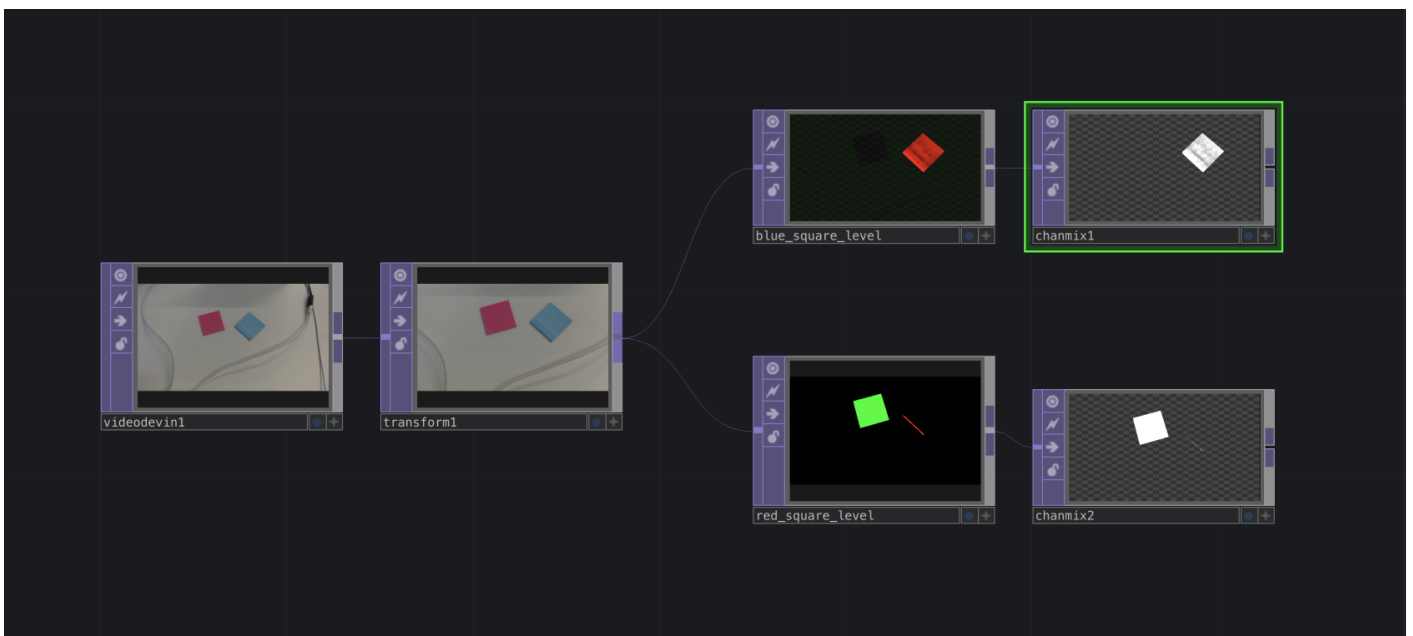 blue_square_level
chanmix1
videodevin1
transform1
red_square_level
chanmix2